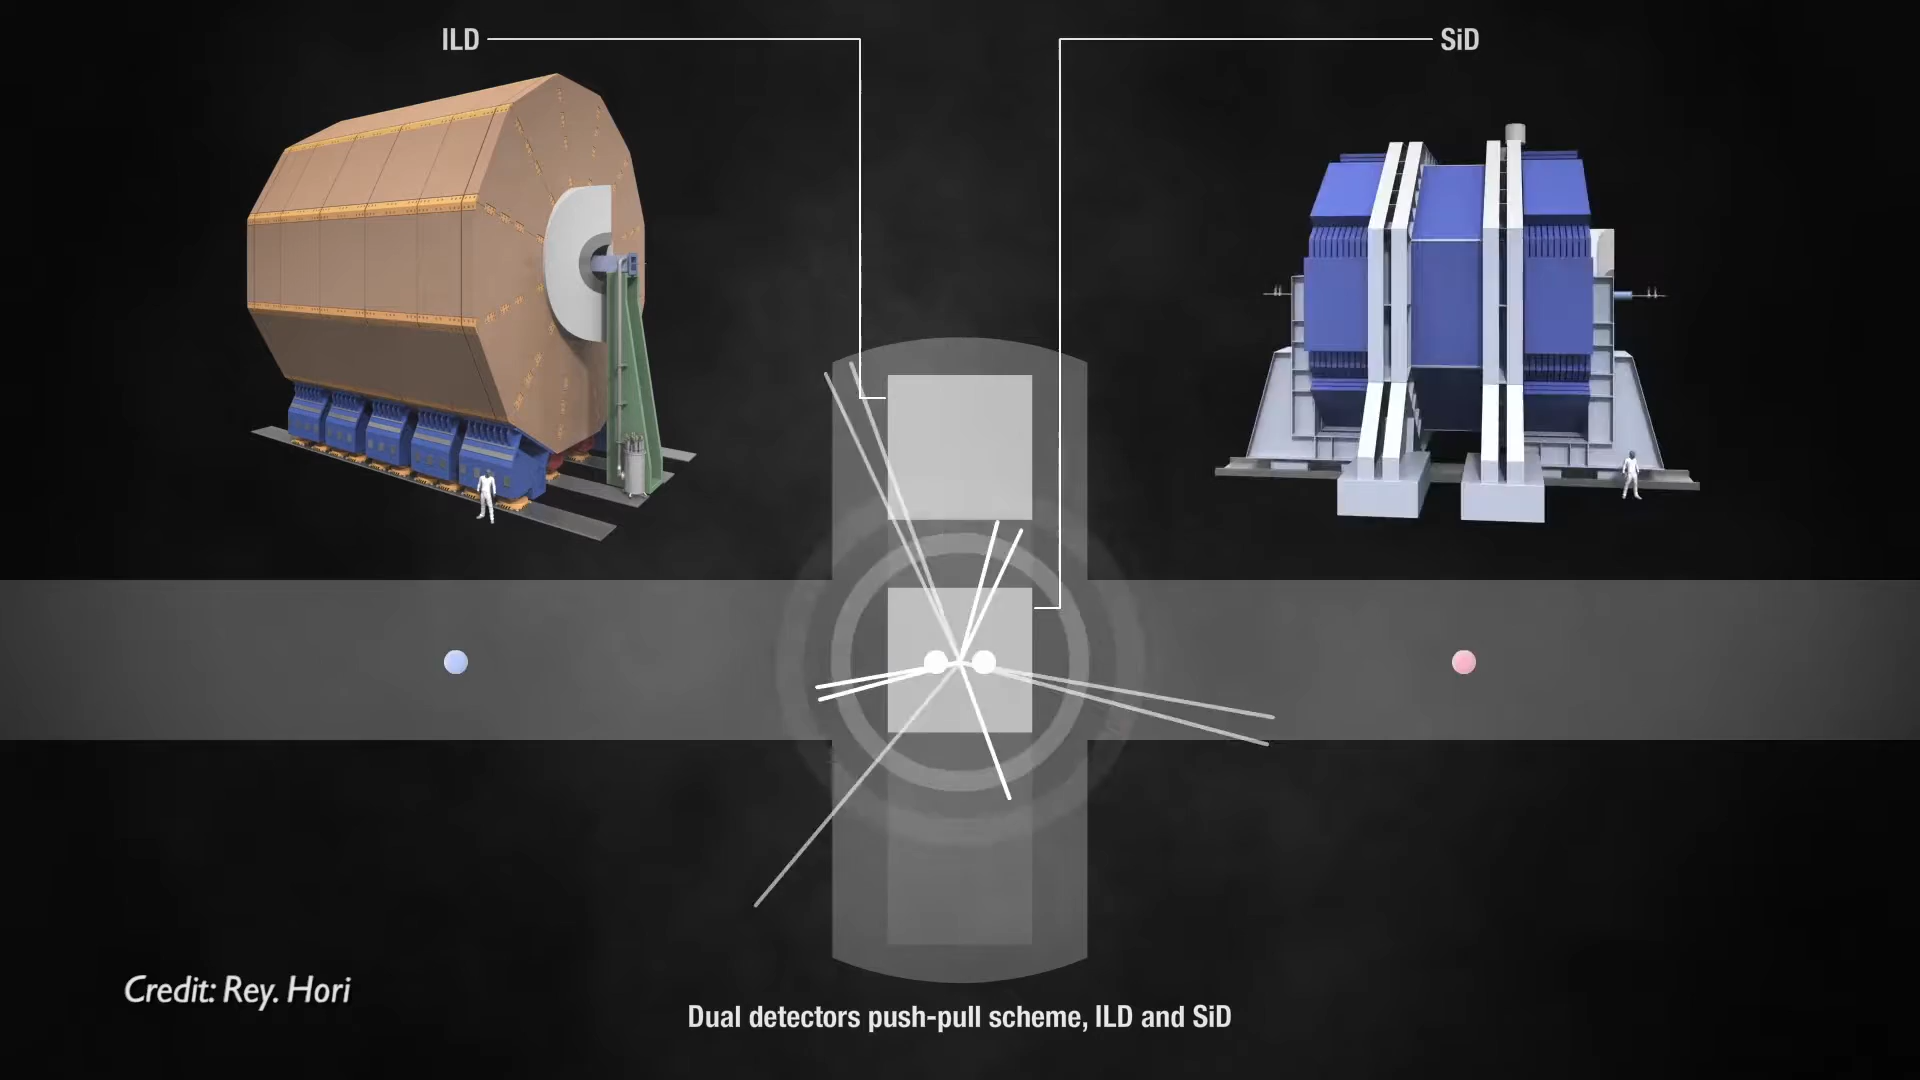 ILD
SiD
Credit: Rey. Hori
Dual detectors push-pull scheme, ILD and SiD